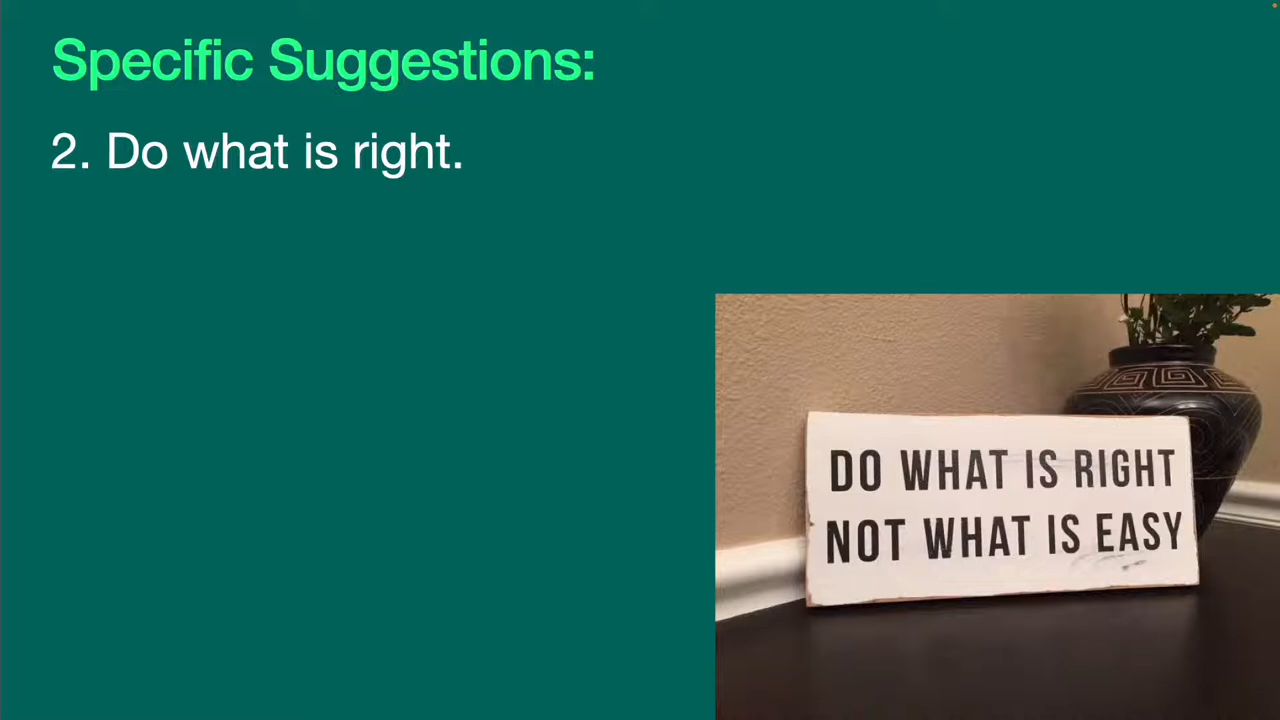 Specific Suggestions:
2. Do what is right.
DO WHAT IS RIGHT
NOT WHAT IS EASY